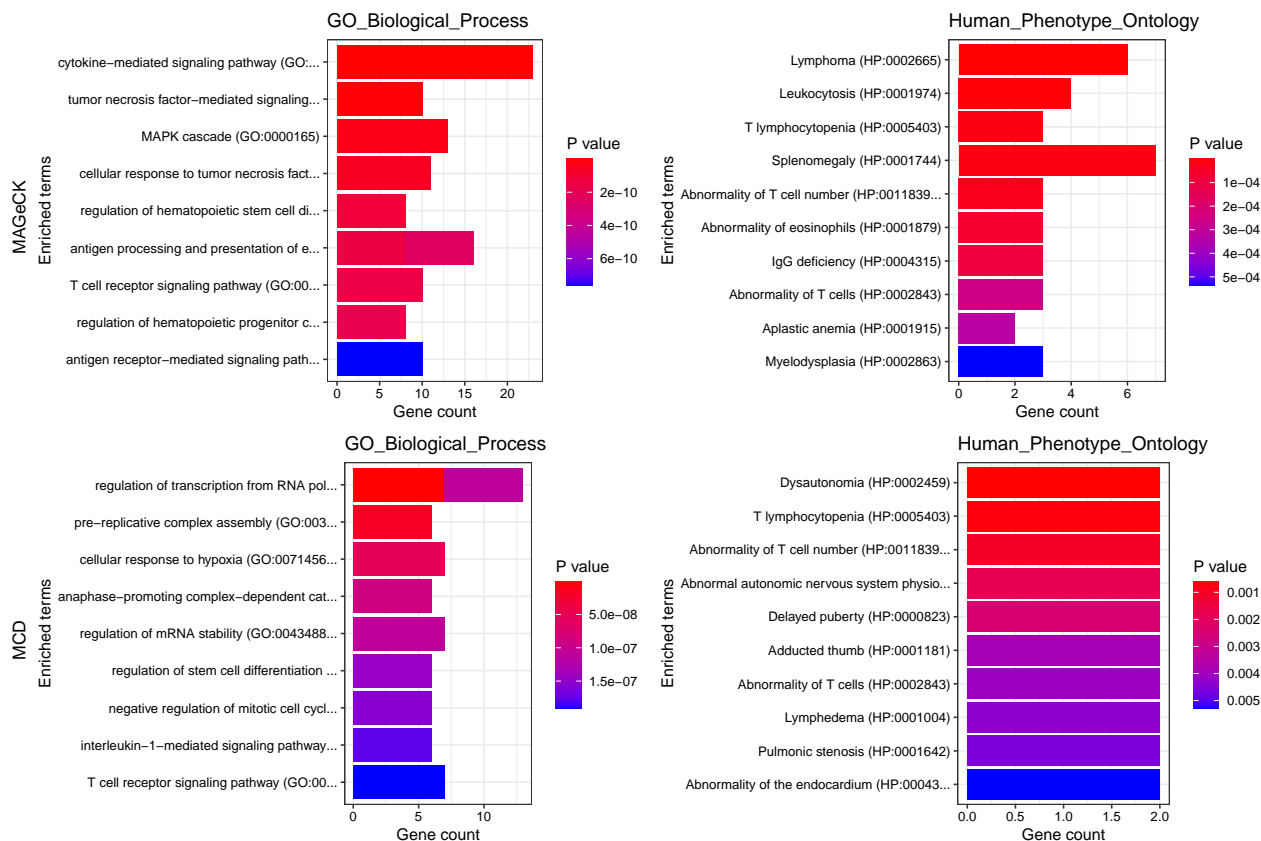 GO_Biological_Process
MAGeCK
Enriched terms
cytokine−mediated signaling pathway (GO:...
tumor necrosis factor−mediated signaling...
MAPK cascade (GO:0000165)
cellular response to tumor necrosis fact...
regulation of hematopoietic stem cell di...
antigen processing and presentation of e...
T cell receptor signaling pathway (GO:00...
regulation of hematopoietic progenitor c...
antigen receptor−mediated signaling path...
0 5 10 15 20
Gene count
P value
2e−10
4e−10
6e−10
Human_Phenotype_Ontology
Enriched terms
Lymphoma (HP:0002665)
Leukocytosis (HP:0001974)
T lymphocytopenia (HP:0005403)
Splenomegaly (HP:0001744)
Abnormality of T cell number (HP:0011839...
Abnormality of eosinophils (HP:0001879)
IgG deficiency (HP:0004315)
Abnormality of T cells (HP:0002843)
Aplastic anemia (HP:0001915)
Myelodysplasia (HP:0002863)
0 2 4 6
Gene count
P value
1e−04
2e−04
3e−04
4e−04
5e−04
GO_Biological_Process
MCD
Enriched terms
regulation of transcription from RNA pol...
pre−replicative complex assembly (GO:003...
cellular response to hypoxia (GO:0071456...
anaphase−promoting complex−dependent cat...
regulation of mRNA stability (GO:0043488...
regulation of stem cell differentiation ...
negative regulation of mitotic cell cycl...
interleukin−1−mediated signaling pathway...
T cell receptor signaling pathway (GO:00...
0 5 10
Gene count
P value
5.0e−08
1.0e−07
1.5e−07
Human_Phenotype_Ontology
Enriched terms
Dysautonomia (HP:0002459)
T lymphocytopenia (HP:0005403)
Abnormality of T cell number (HP:0011839...
Abnormal autonomic nervous system physio...
Delayed puberty (HP:0000823)
Adducted thumb (HP:0001181)
Abnormality of T cells (HP:0002843)
Lymphedema (HP:0001004)
Pulmonic stenosis (HP:0001642)
Abnormality of the endocardium (HP:00043...
0.0 0.5 1.0 1.5 2.0
Gene count
P value
0.001
0.002
0.003
0.004
0.005